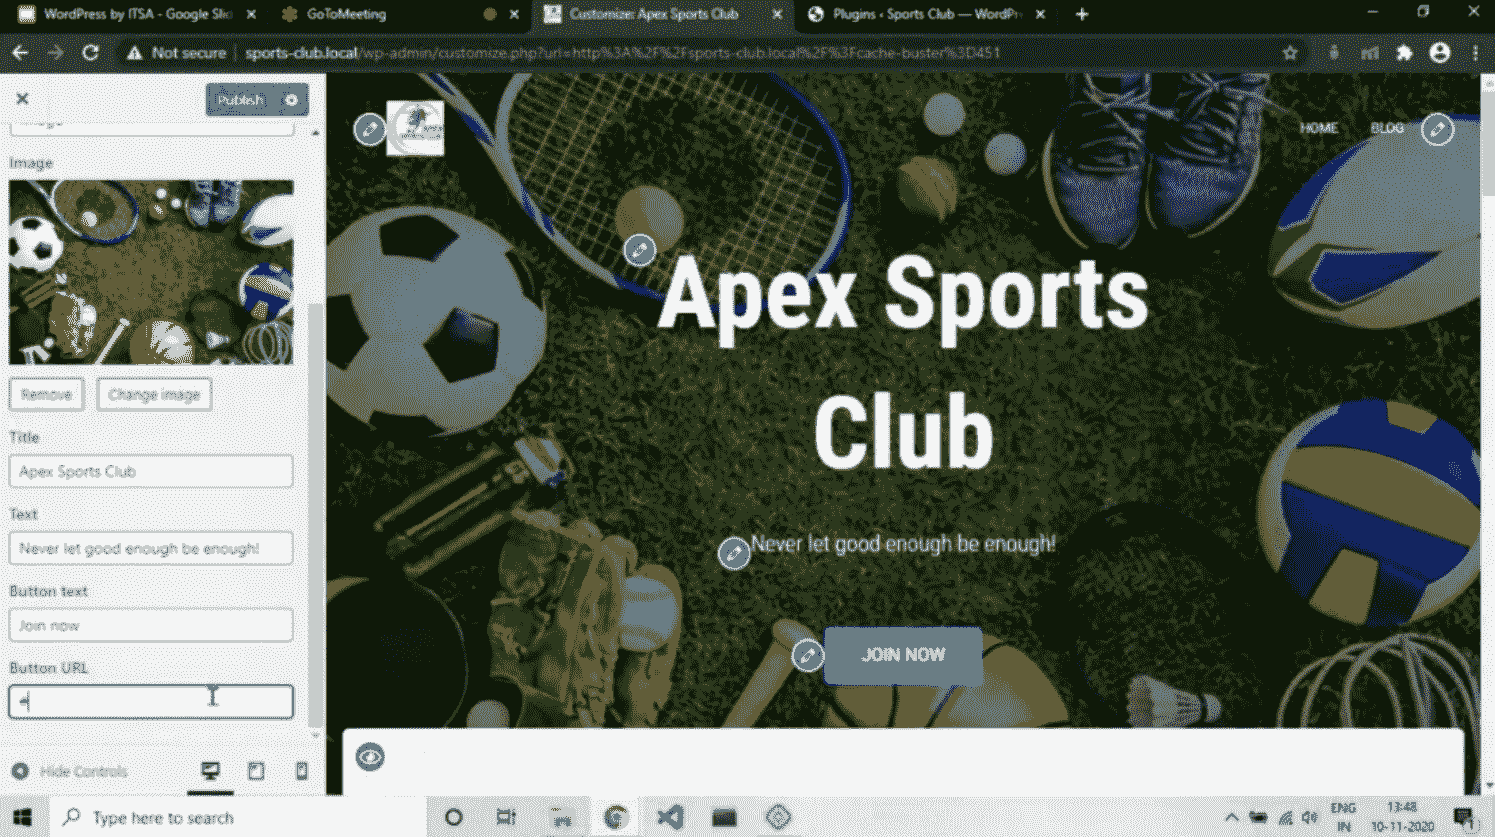 WordPress by ITSA - Google Sli
GoToMeeting
Customize: Apex Sports Club
Plugins ‹ Sports Club — WordPr
Not secure
sports-club.local/wp-admin/customize.php?url=http%3A%2F%2Fsports-club.local%2F%3Fcache-buster%3D451
Publish
HOME
BLOG
Image
Remove
Change image
Title
Apex Sports Club
Text
Never let good enough be enough!
Button text
Join now
Button URL
Hide Controls
Apex Sports
Club
Never let good enough be enough!
JOIN NOW
Type here to search
ENG
IN
13:48
10-11-2020